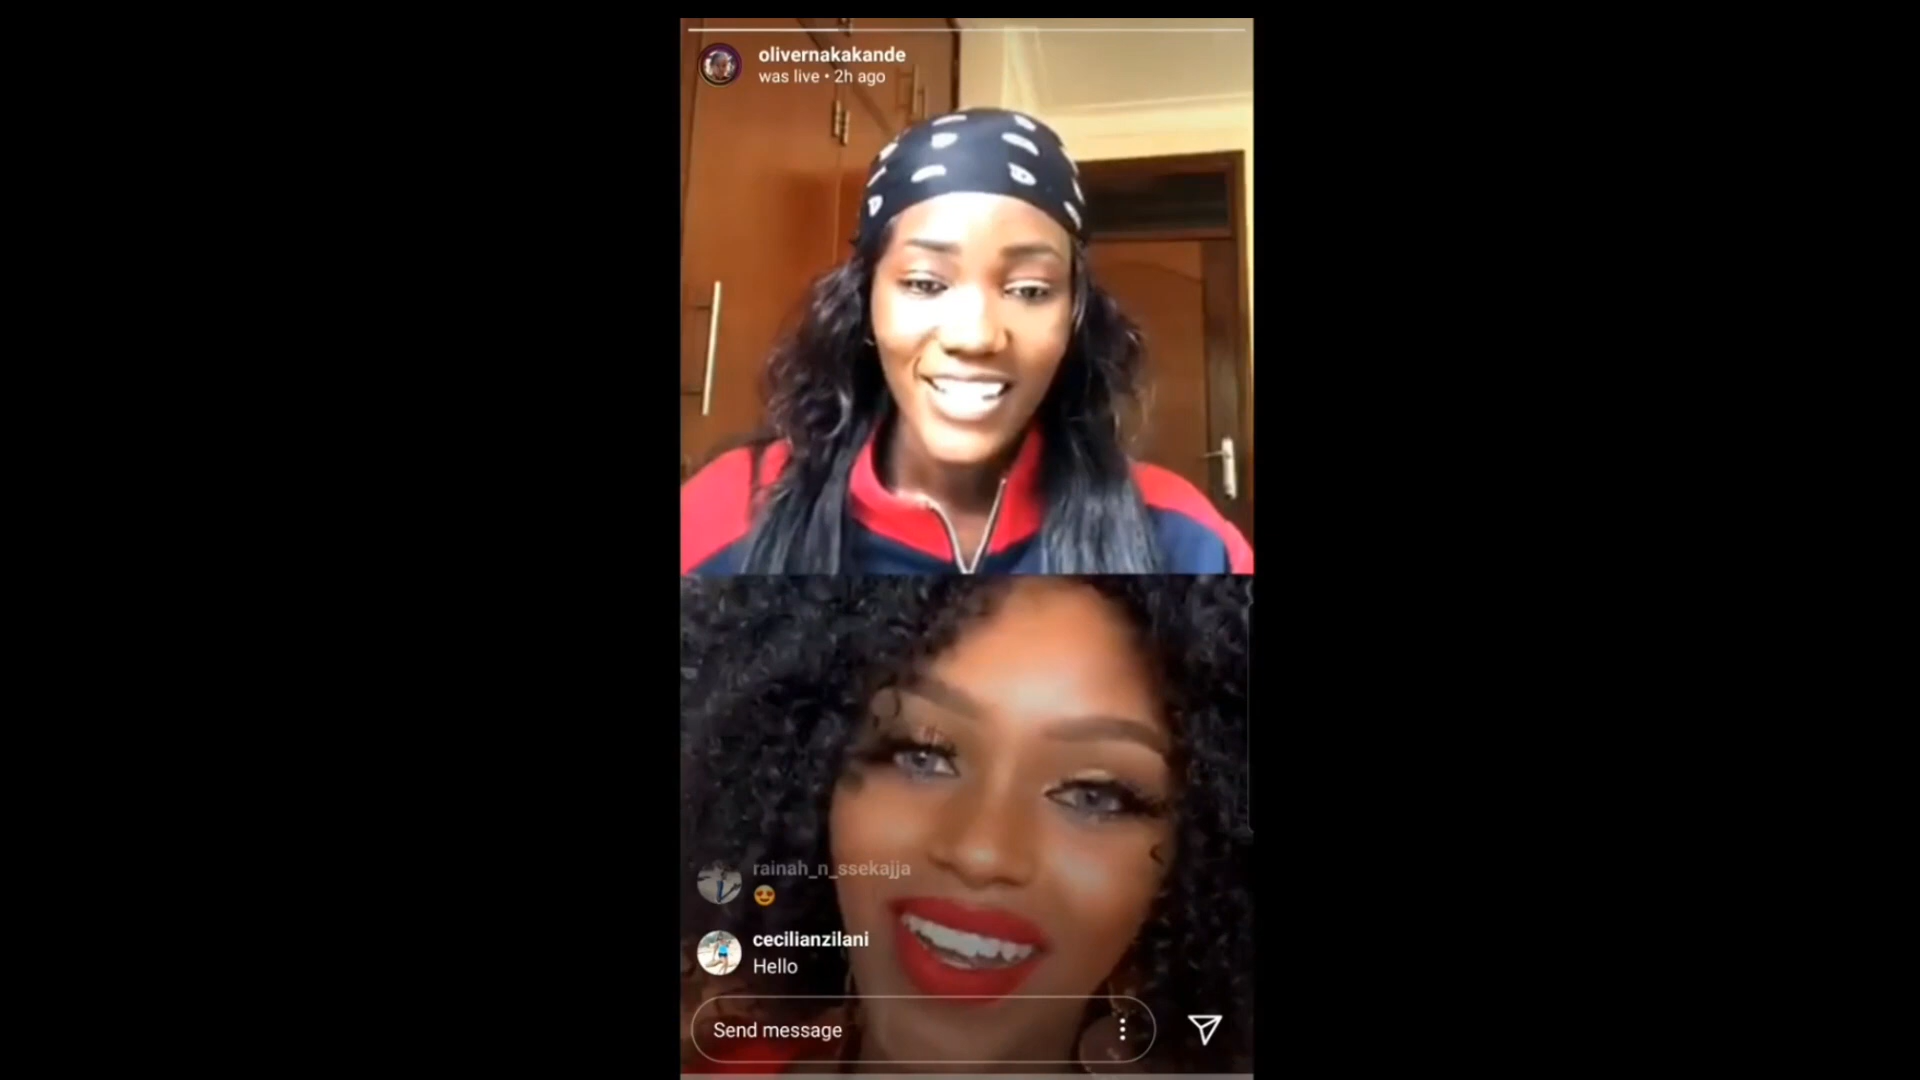 olivernakakande
was live • 2h ago
rainah_n_ssekajja
😍
cecilianzilani
Hello
Send message